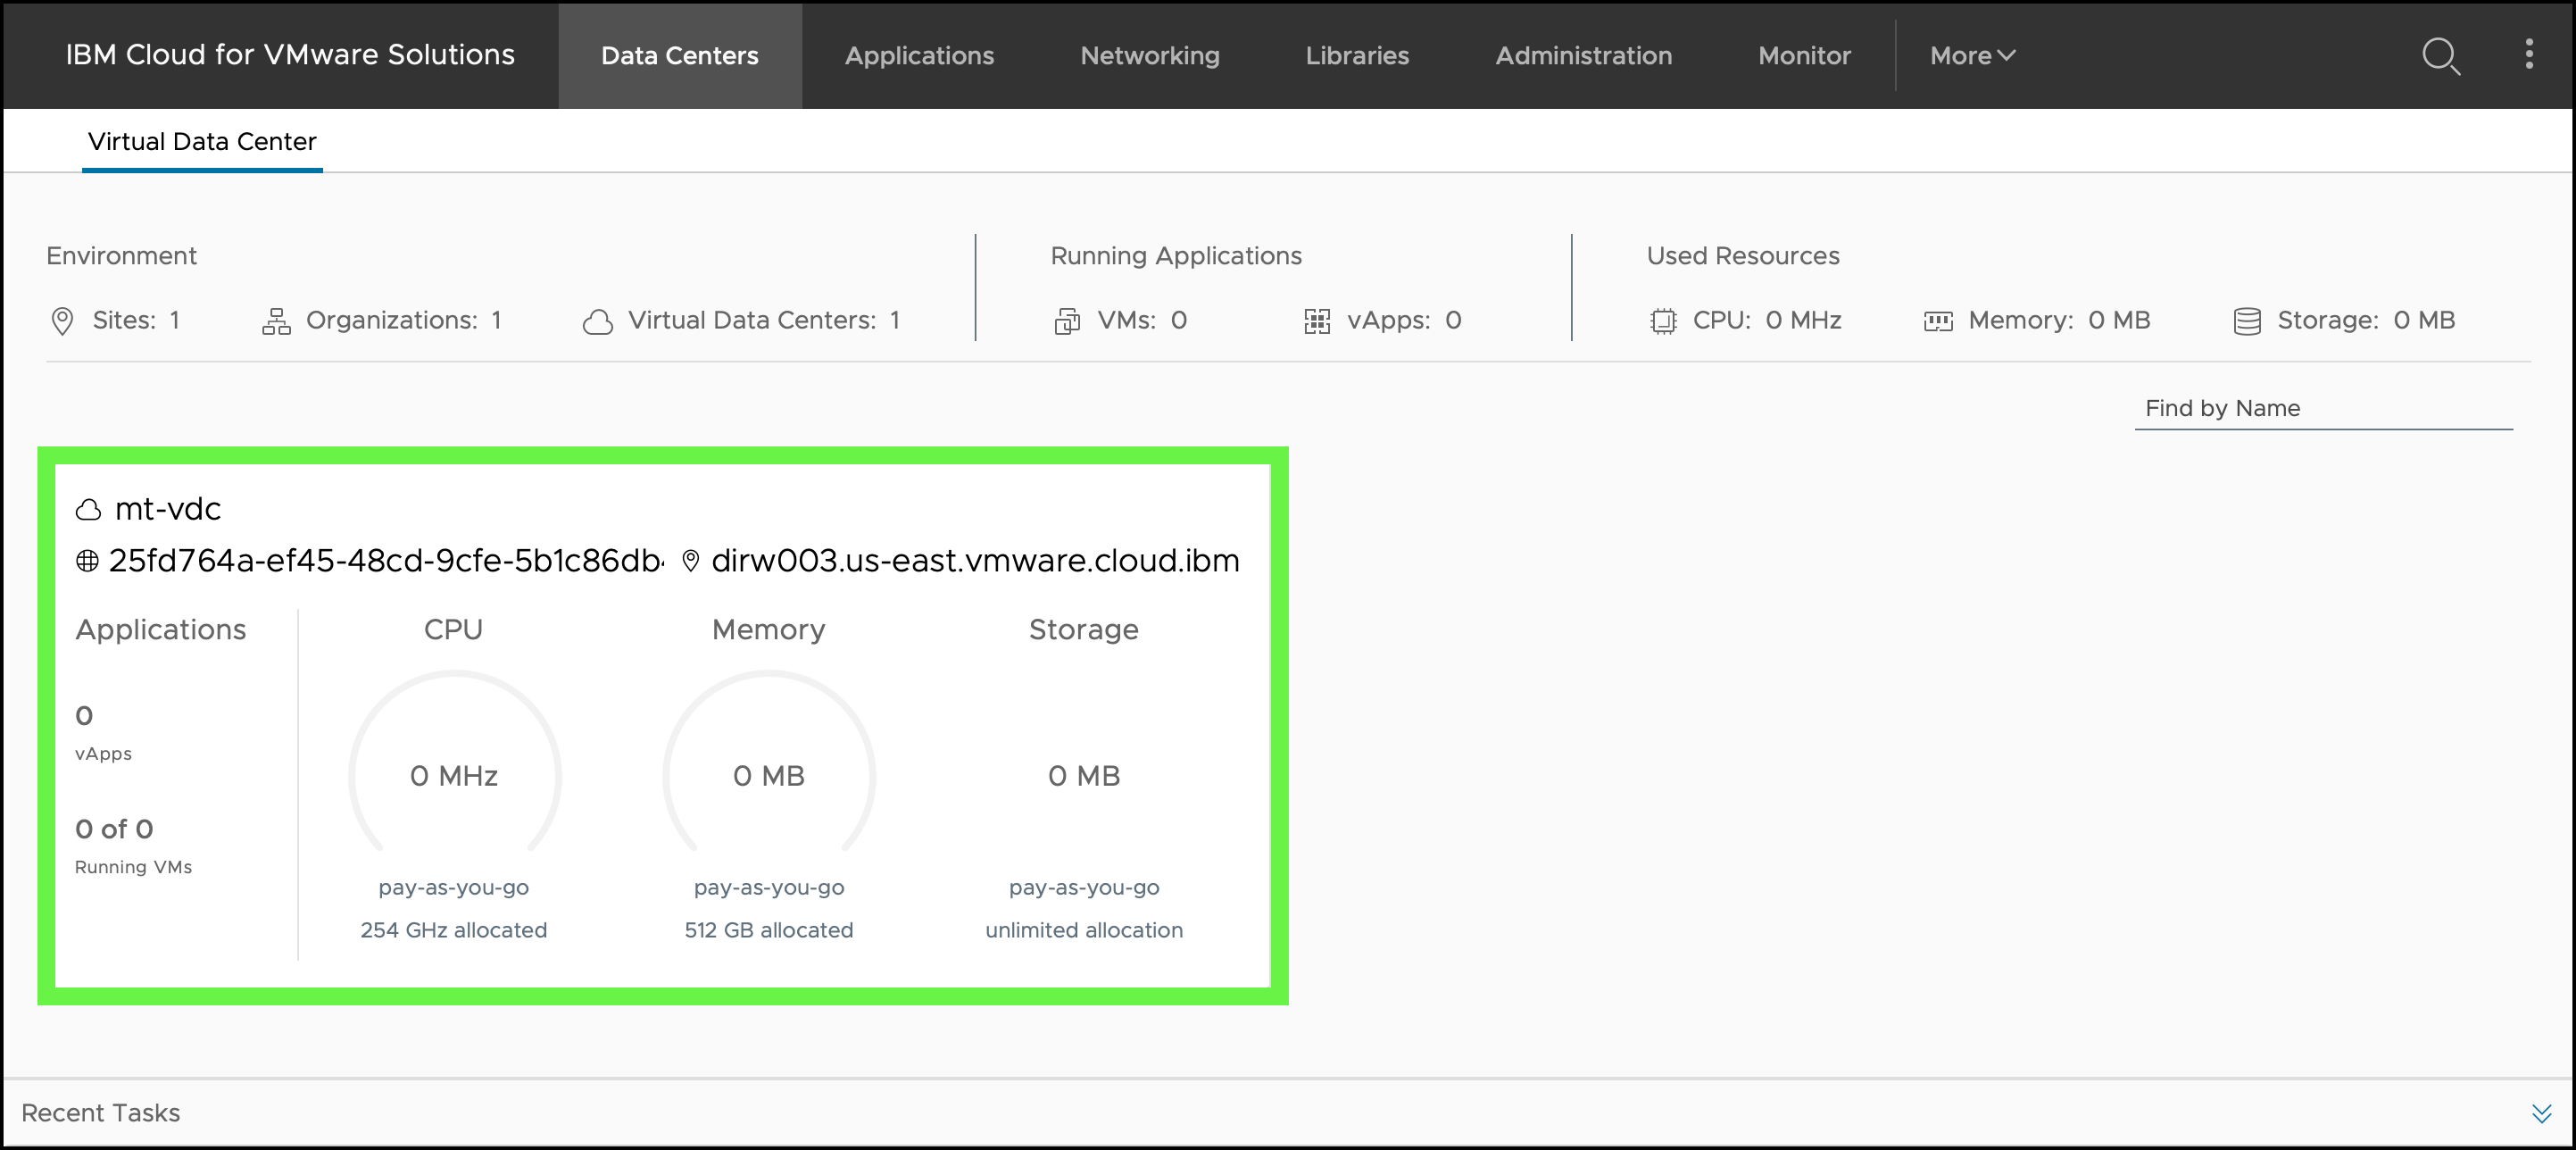 IBM Cloud for VMware Solutions
Data Centers
Applications
Networking
Libraries
Administration
Monitor
More
Virtual Data Center
Environment
Running Applications
Used Resources
Sites: 1
Organizations: 1
Virtual Data Centers: 1
VMs: 0
vApps: 0
CPU: 0 MHz
Memory: 0 MB
Storage: 0 MB
Find by Name
mt-vdc
25fd764a-ef45-48cd-9cfe-5b1c86db
dirw003.us-east.vmware.cloud.ibm
Applications
0
vApps
0 of 0
Running VMs
CPU
0 MHz
pay-as-you-go
254 GHz allocated
Memory
0 MB
pay-as-you-go
512 GB allocated
Storage
0 MB
pay-as-you-go
unlimited allocation
Recent Tasks